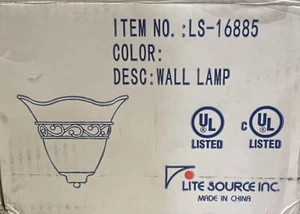 ITEM NO. :LS-16885
COLOR:
DESC:WALL LAMP
UL
LISTED
c UL
LISTED
LITE SOURCE INC.
MADE IN CHINA